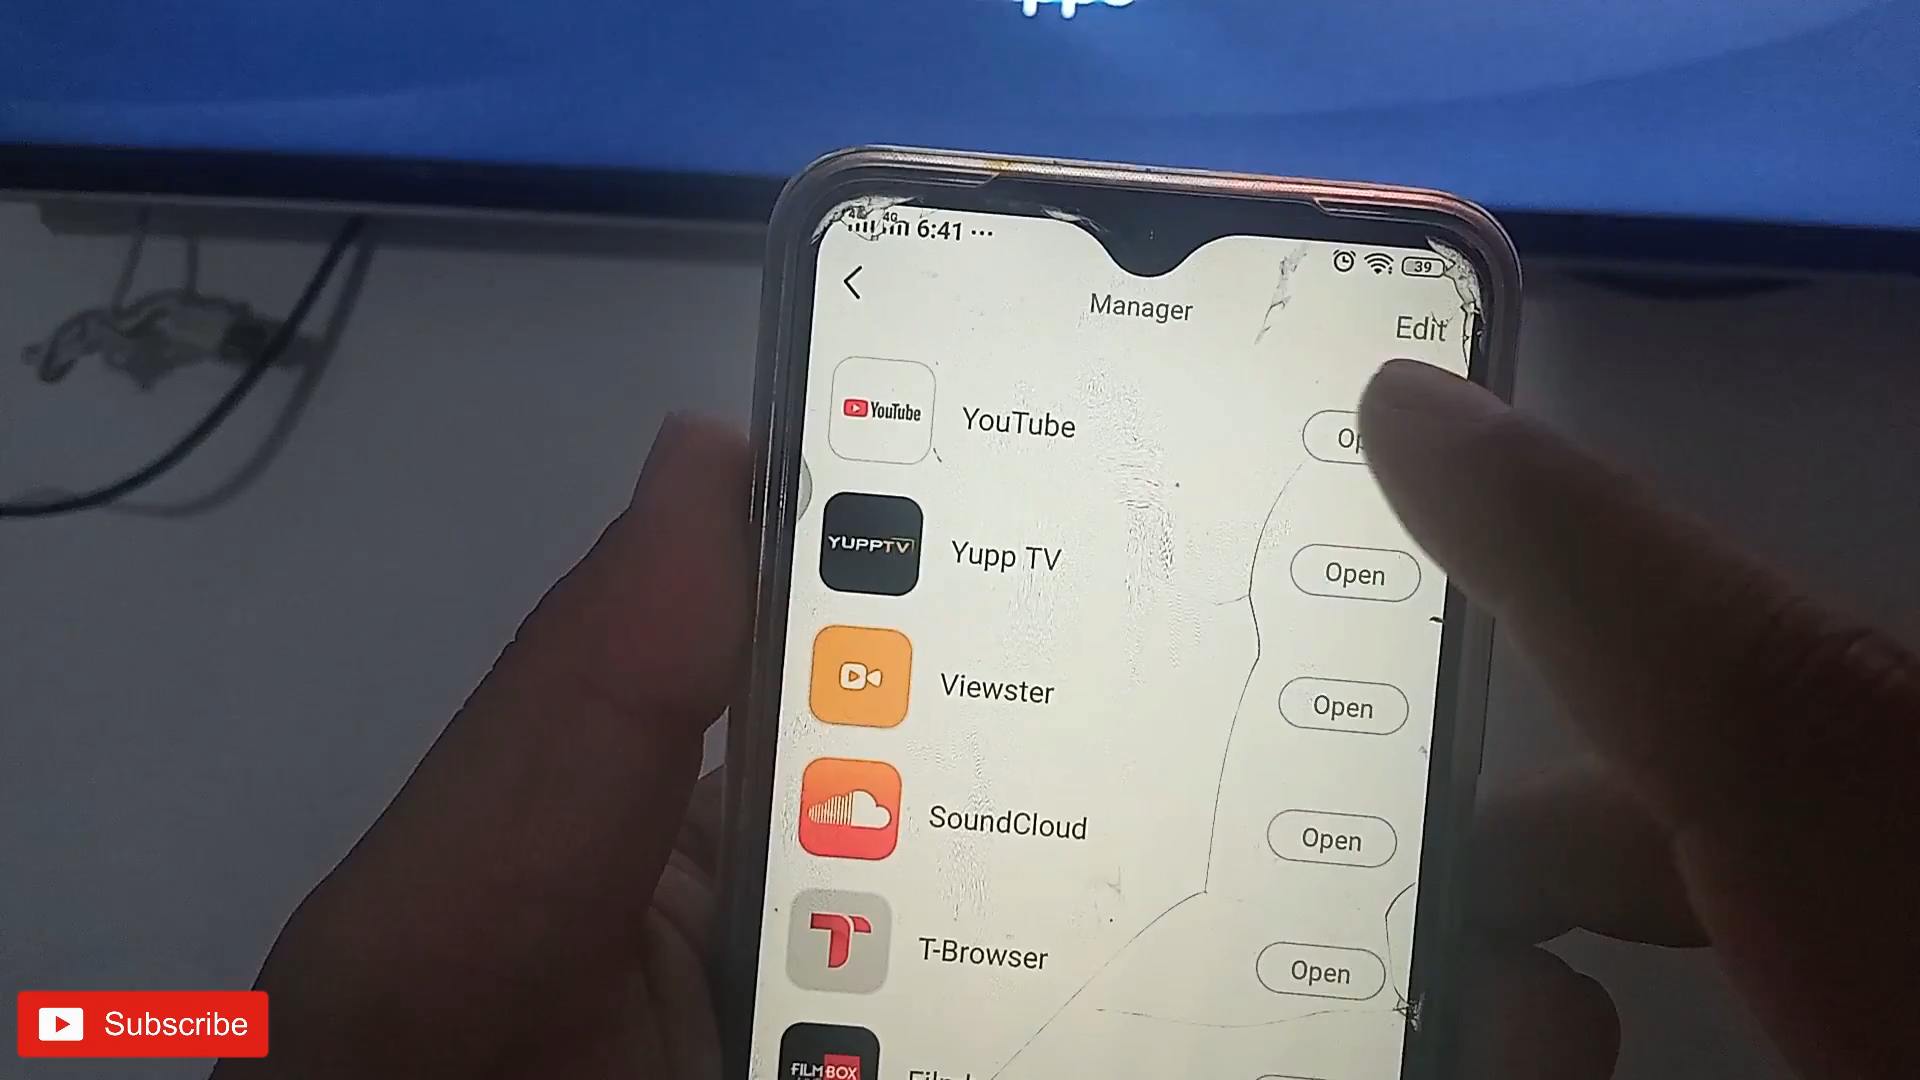 4G 6:41 ...
39
Manager
Edit
YouTube YouTube
YUPPTV Yupp TV Open
Viewster Open
SoundCloud Open
T-Browser Open
FILMBOX
Subscribe